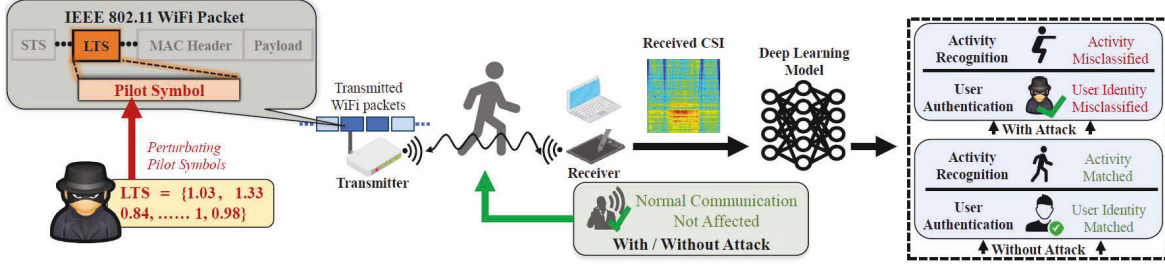 IEEE 802.11 WiFi Packet
STS
LTS
MAC Header
Payload
Pilot Symbol
Perturbating
Pilot Symbols
LTS = {1.03, 1.33
0.84, …… 1, 0.98}
Transmitted
WiFi packets
Transmitter
Receiver
Received CSI
Deep Learning
Model
Normal Communication
Not Affected
With / Without Attack
Activity
Recognition
Activity
Misclassified
User
Authentication
User Identity
Misclassified
With Attack
Activity
Recognition
Activity
Matched
User
Authentication
User Identity
Matched
Without Attack